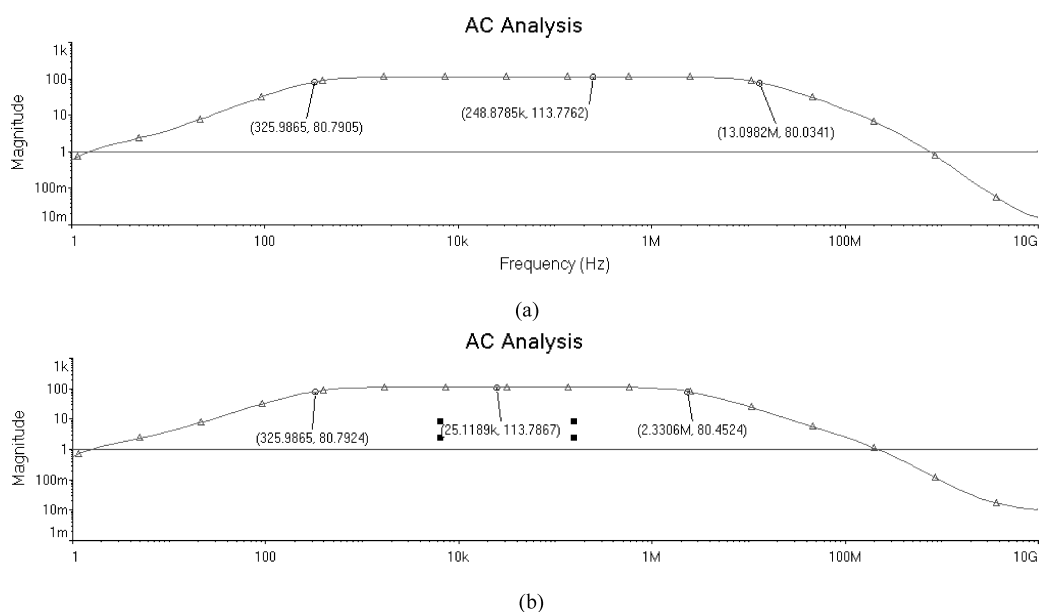 AC Analysis
1k
100
10
1
100m
10m
Magnitude
(325.9865, 80.7905)
(248.8785k, 113.7762)
(13.0982M, 80.0341)
1
100
10k
1M
100M
10G
Frequency (Hz)
(a)
AC Analysis
1k
100
10
1
100m
10m
1m
Magnitude
(325.9865, 80.7924)
(25.1189k, 113.7867)
(2.3306M, 80.4524)
1
100
10k
1M
100M
10G
(b)